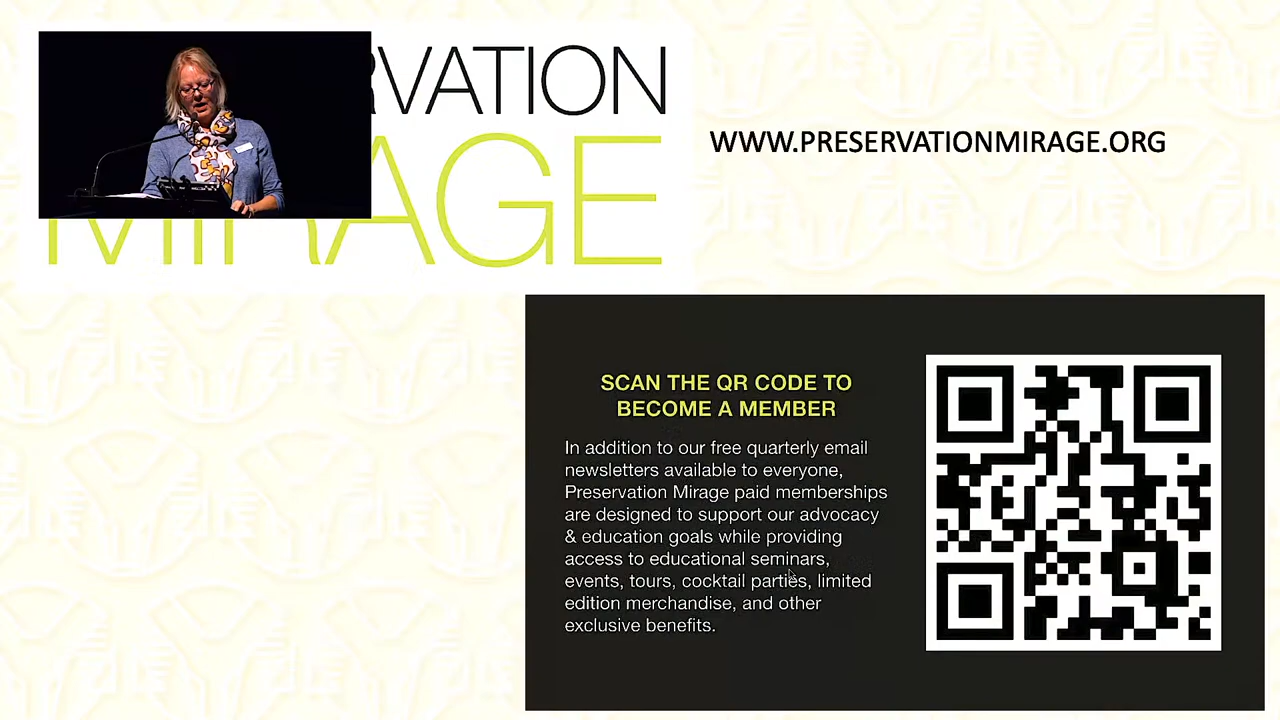 RVATION
MIRAGE
WWW.PRESERVATIONMIRAGE.ORG
SCAN THE QR CODE TO
BECOME A MEMBER
In addition to our free quarterly email
newsletters available to everyone,
Preservation Mirage paid memberships
are designed to support our advocacy
& education goals while providing
access to educational seminars,
events, tours, cocktail parties, limited
edition merchandise, and other
exclusive benefits.